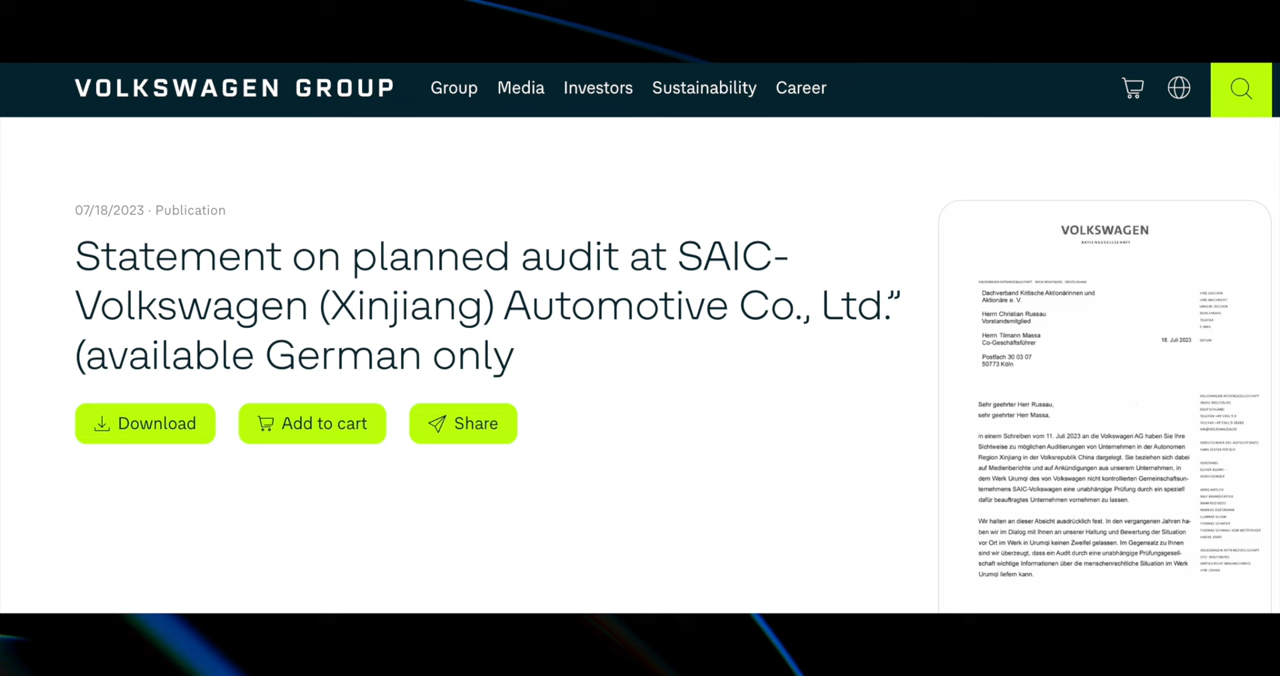 VOLKSWAGEN GROUP
Group
Media
Investors
Sustainability
Career
07/18/2023 · Publication
Statement on planned audit at SAIC-
Volkswagen (Xinjiang) Automotive Co., Ltd.”
(available German only
Download
Add to cart
Share
VOLKSWAGEN
AKTIENGESELLSCHAFT
Dachverband Kritische Aktionärinnen und
Aktionäre e. V.
Herrn Christian Russau
Vorstandsmitglied
Herrn Tilmann Massa
Co-Geschäftsführer
Postfach 30 03 07
50773 Köln
18. Juli 2023
DATUM
Sehr geehrter Herr Russau,
sehr geehrter Herr Massa,
in einem Schreiben vom 11. Juli 2023 an die Volkswagen AG haben Sie Ihre
Sichtweise zu möglichen Auditierungen von Unternehmen in der Autonomen
Region Xinjiang in der Volksrepublik China dargelegt. Sie beziehen sich dabei
auf Medienberichte und auf Ankündigungen aus unserem Unternehmen, in
dem Werk Urumqi des von Volkswagen nicht kontrollierten Gemeinschaftsun-
ternehmens SAIC-Volkswagen eine unabhängige Prüfung durch ein speziell
dafür beauftragtes Unternehmen vornehmen zu lassen.
Wir halten an dieser Absicht ausdrücklich fest. In den vergangenen Jahren ha-
ben wir im Dialog mit Ihnen an unserer Haltung und Bewertung der Situation
vor Ort im Werk in Urumqi keinen Zweifel gelassen. Im Gegensatz zu Ihnen
sind wir überzeugt, dass ein Audit durch eine unabhängige Prüfungsgesell-
schaft wichtige Informationen über die menschenrechtliche Situation im Werk
Urumqi liefern kann.